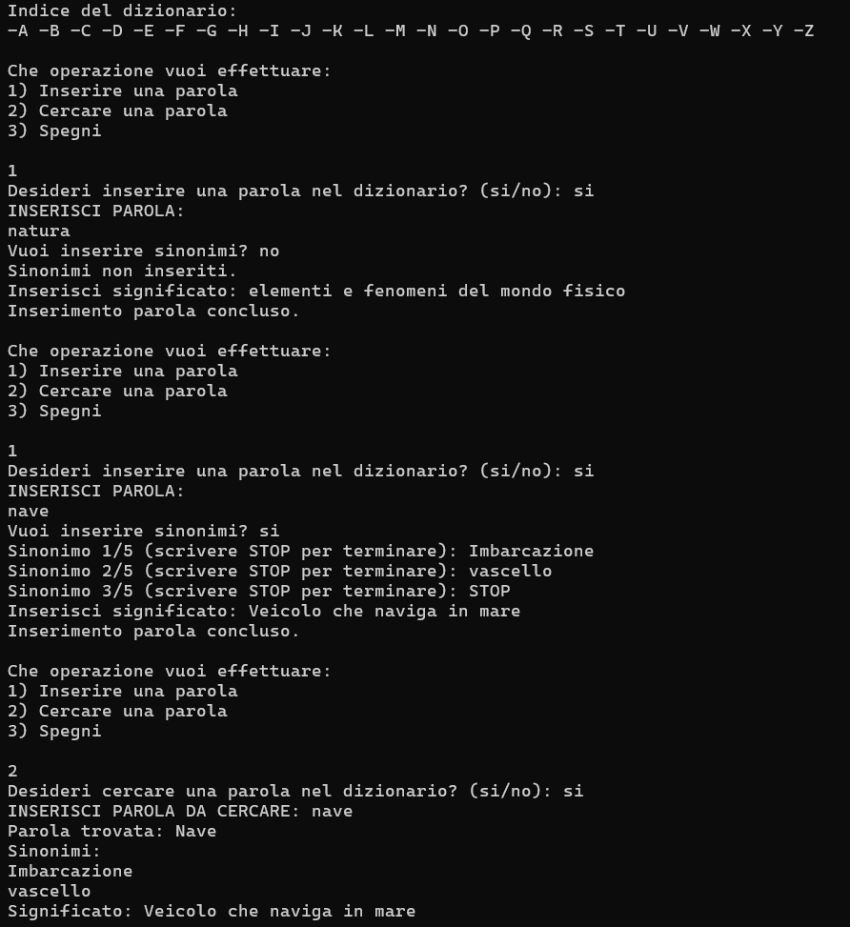 Indice del dizionario:
-A -B -C -D -E -F -G -H -I -J -K -L -M -N -O -P -Q -R -S -T -U -V -W -X -Y -Z
Che operazione vuoi effettuare:
1) Inserire una parola
2) Cercare una parola
3) Spegni
1
Desideri inserire una parola nel dizionario? (si/no): si
INSERISCI PAROLA:
natura
Vuoi inserire sinonimi? no
Sinonimi non inseriti.
Inserisci significato: elementi e fenomeni del mondo fisico
Inserimento parola concluso.
Che operazione vuoi effettuare:
1) Inserire una parola
2) Cercare una parola
3) Spegni
1
Desideri inserire una parola nel dizionario? (si/no): si
INSERISCI PAROLA:
nave
Vuoi inserire sinonimi? si
Sinonimo 1/5 (scrivere STOP per terminare): Imbarcazione
Sinonimo 2/5 (scrivere STOP per terminare): vascello
Sinonimo 3/5 (scrivere STOP per terminare): STOP
Inserisci significato: Veicolo che naviga in mare
Inserimento parola concluso.
Che operazione vuoi effettuare:
1) Inserire una parola
2) Cercare una parola
3) Spegni
2
Desideri cercare una parola nel dizionario? (si/no): si
INSERISCI PAROLA DA CERCARE: nave
Parola trovata: Nave
Sinonimi:
Imbarcazione
vascello
Significato: Veicolo che naviga in mare